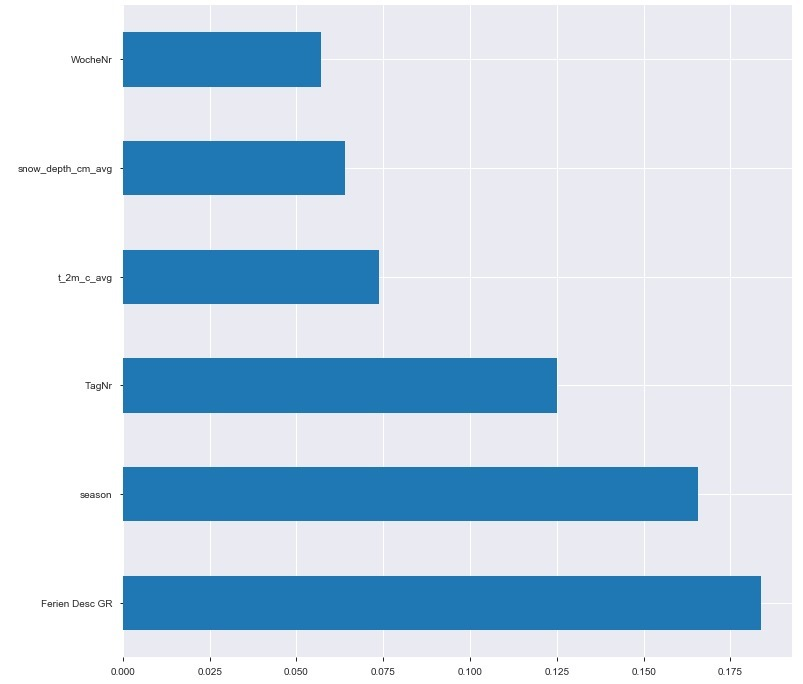 WocheNr
snow_depth_cm_avg
t_2m_c_avg
TagNr
season
Ferien Desc GR
0.000 0.025 0.050 0.075 0.100 0.125 0.150 0.175